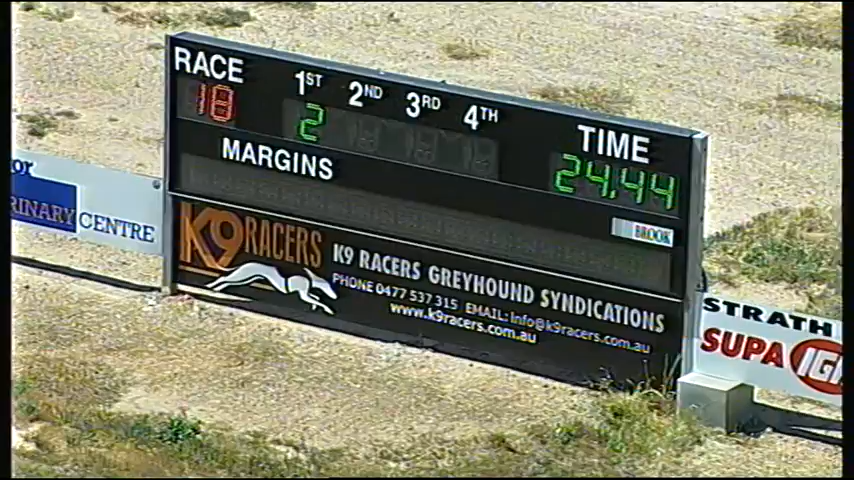 RACE 1ST 2ND 3RD 4TH TIME
18 2 24.44
MARGINS
BROOK
RINARY CENTRE
K9 RACERS
K9 RACERS GREYHOUND SYNDICATIONS
PHONE 0477 537 315 EMAIL: info@k9racers.com.au
www.k9racers.com.au
STRATH
SUPA IGA